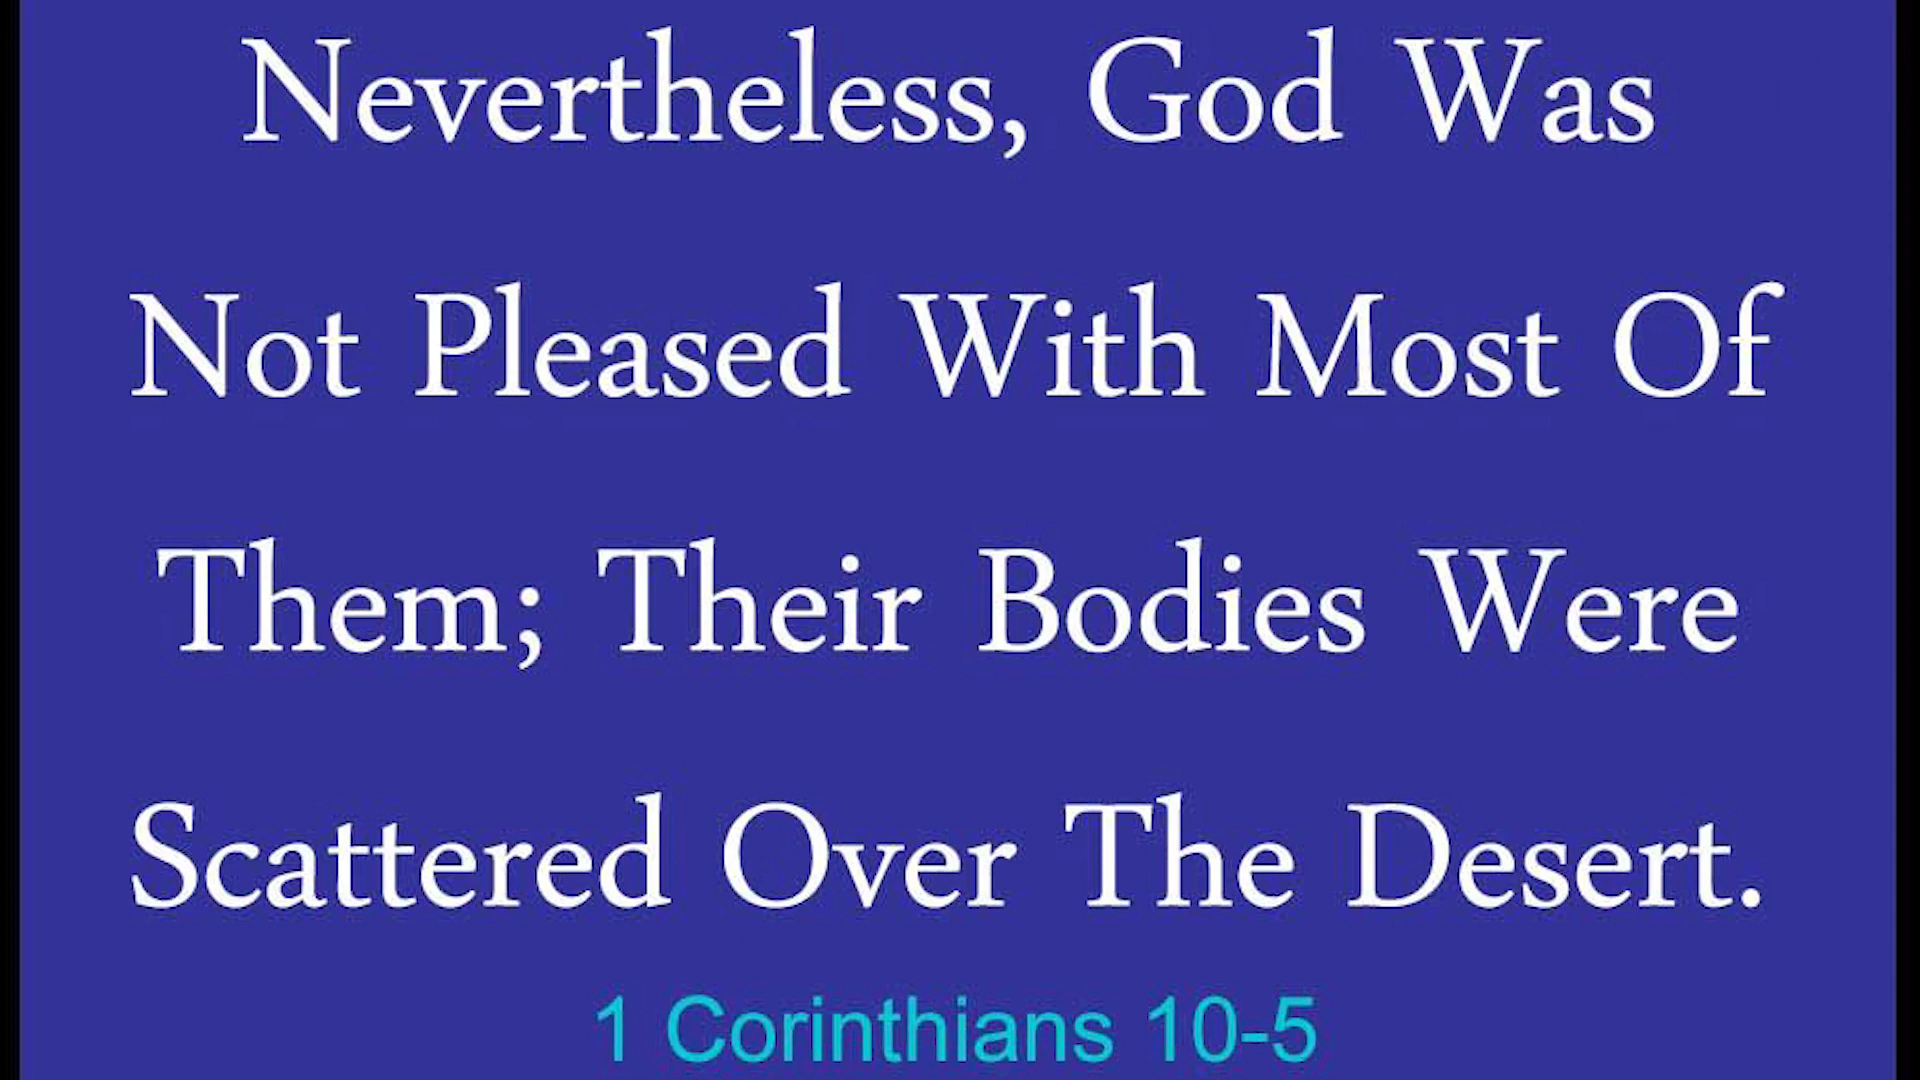 Nevertheless, God Was
Not Pleased With Most Of
Them; Their Bodies Were
Scattered Over The Desert.
1 Corinthians 10-5